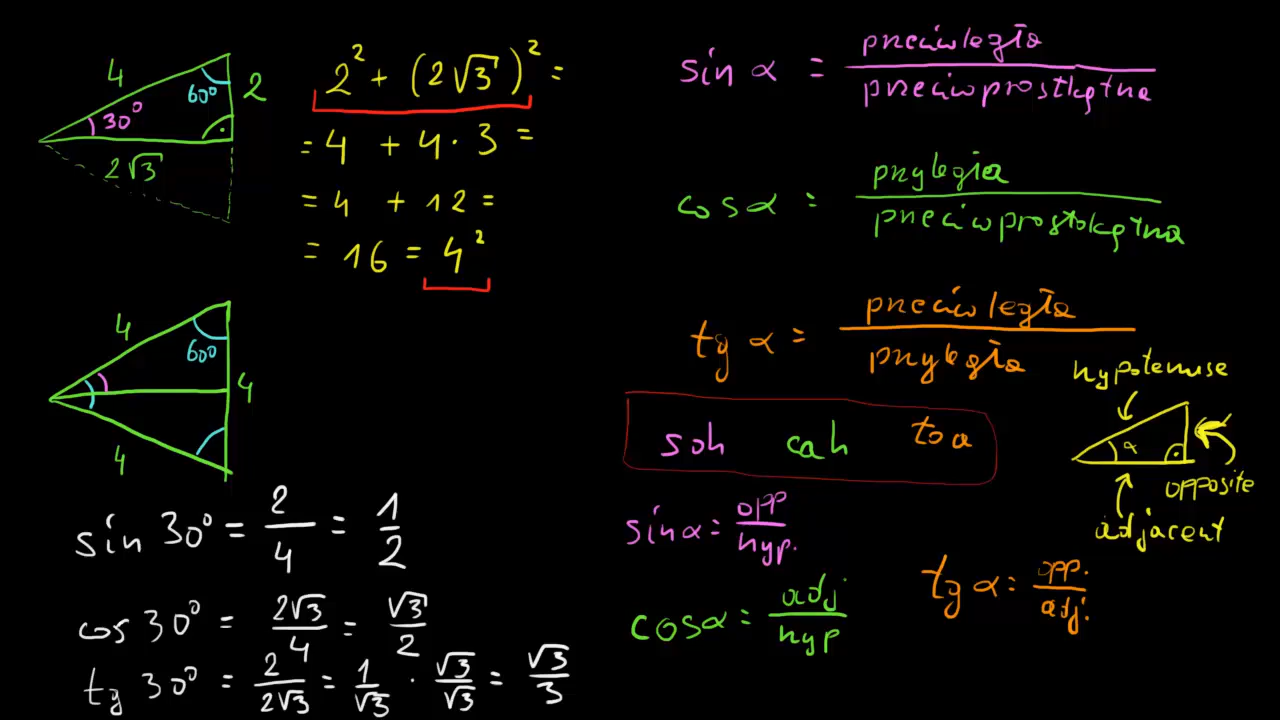 4
60°
2
30°
2√3
2² + (2√3)² =
= 4 + 4 · 3 =
= 4 + 12 =
= 16 = 4²
4
60°
4
4
sin 30° = 2/4 = 1/2
cos 30° = 2√3/4 = √3/2
tg 30° = 2/2√3 = 1/√3 · √3/√3 = √3/3
sin α = przeciwległa/przeciwprostkątna
cos α = przyległa/przeciwprostokątna
tg α = przeciwległa/przyległa
soh cah toa
hypotenuse
α
opposite
adjacent
sin α = opp/hyp.
cos α = adj/hyp
tg α = opp./adj.